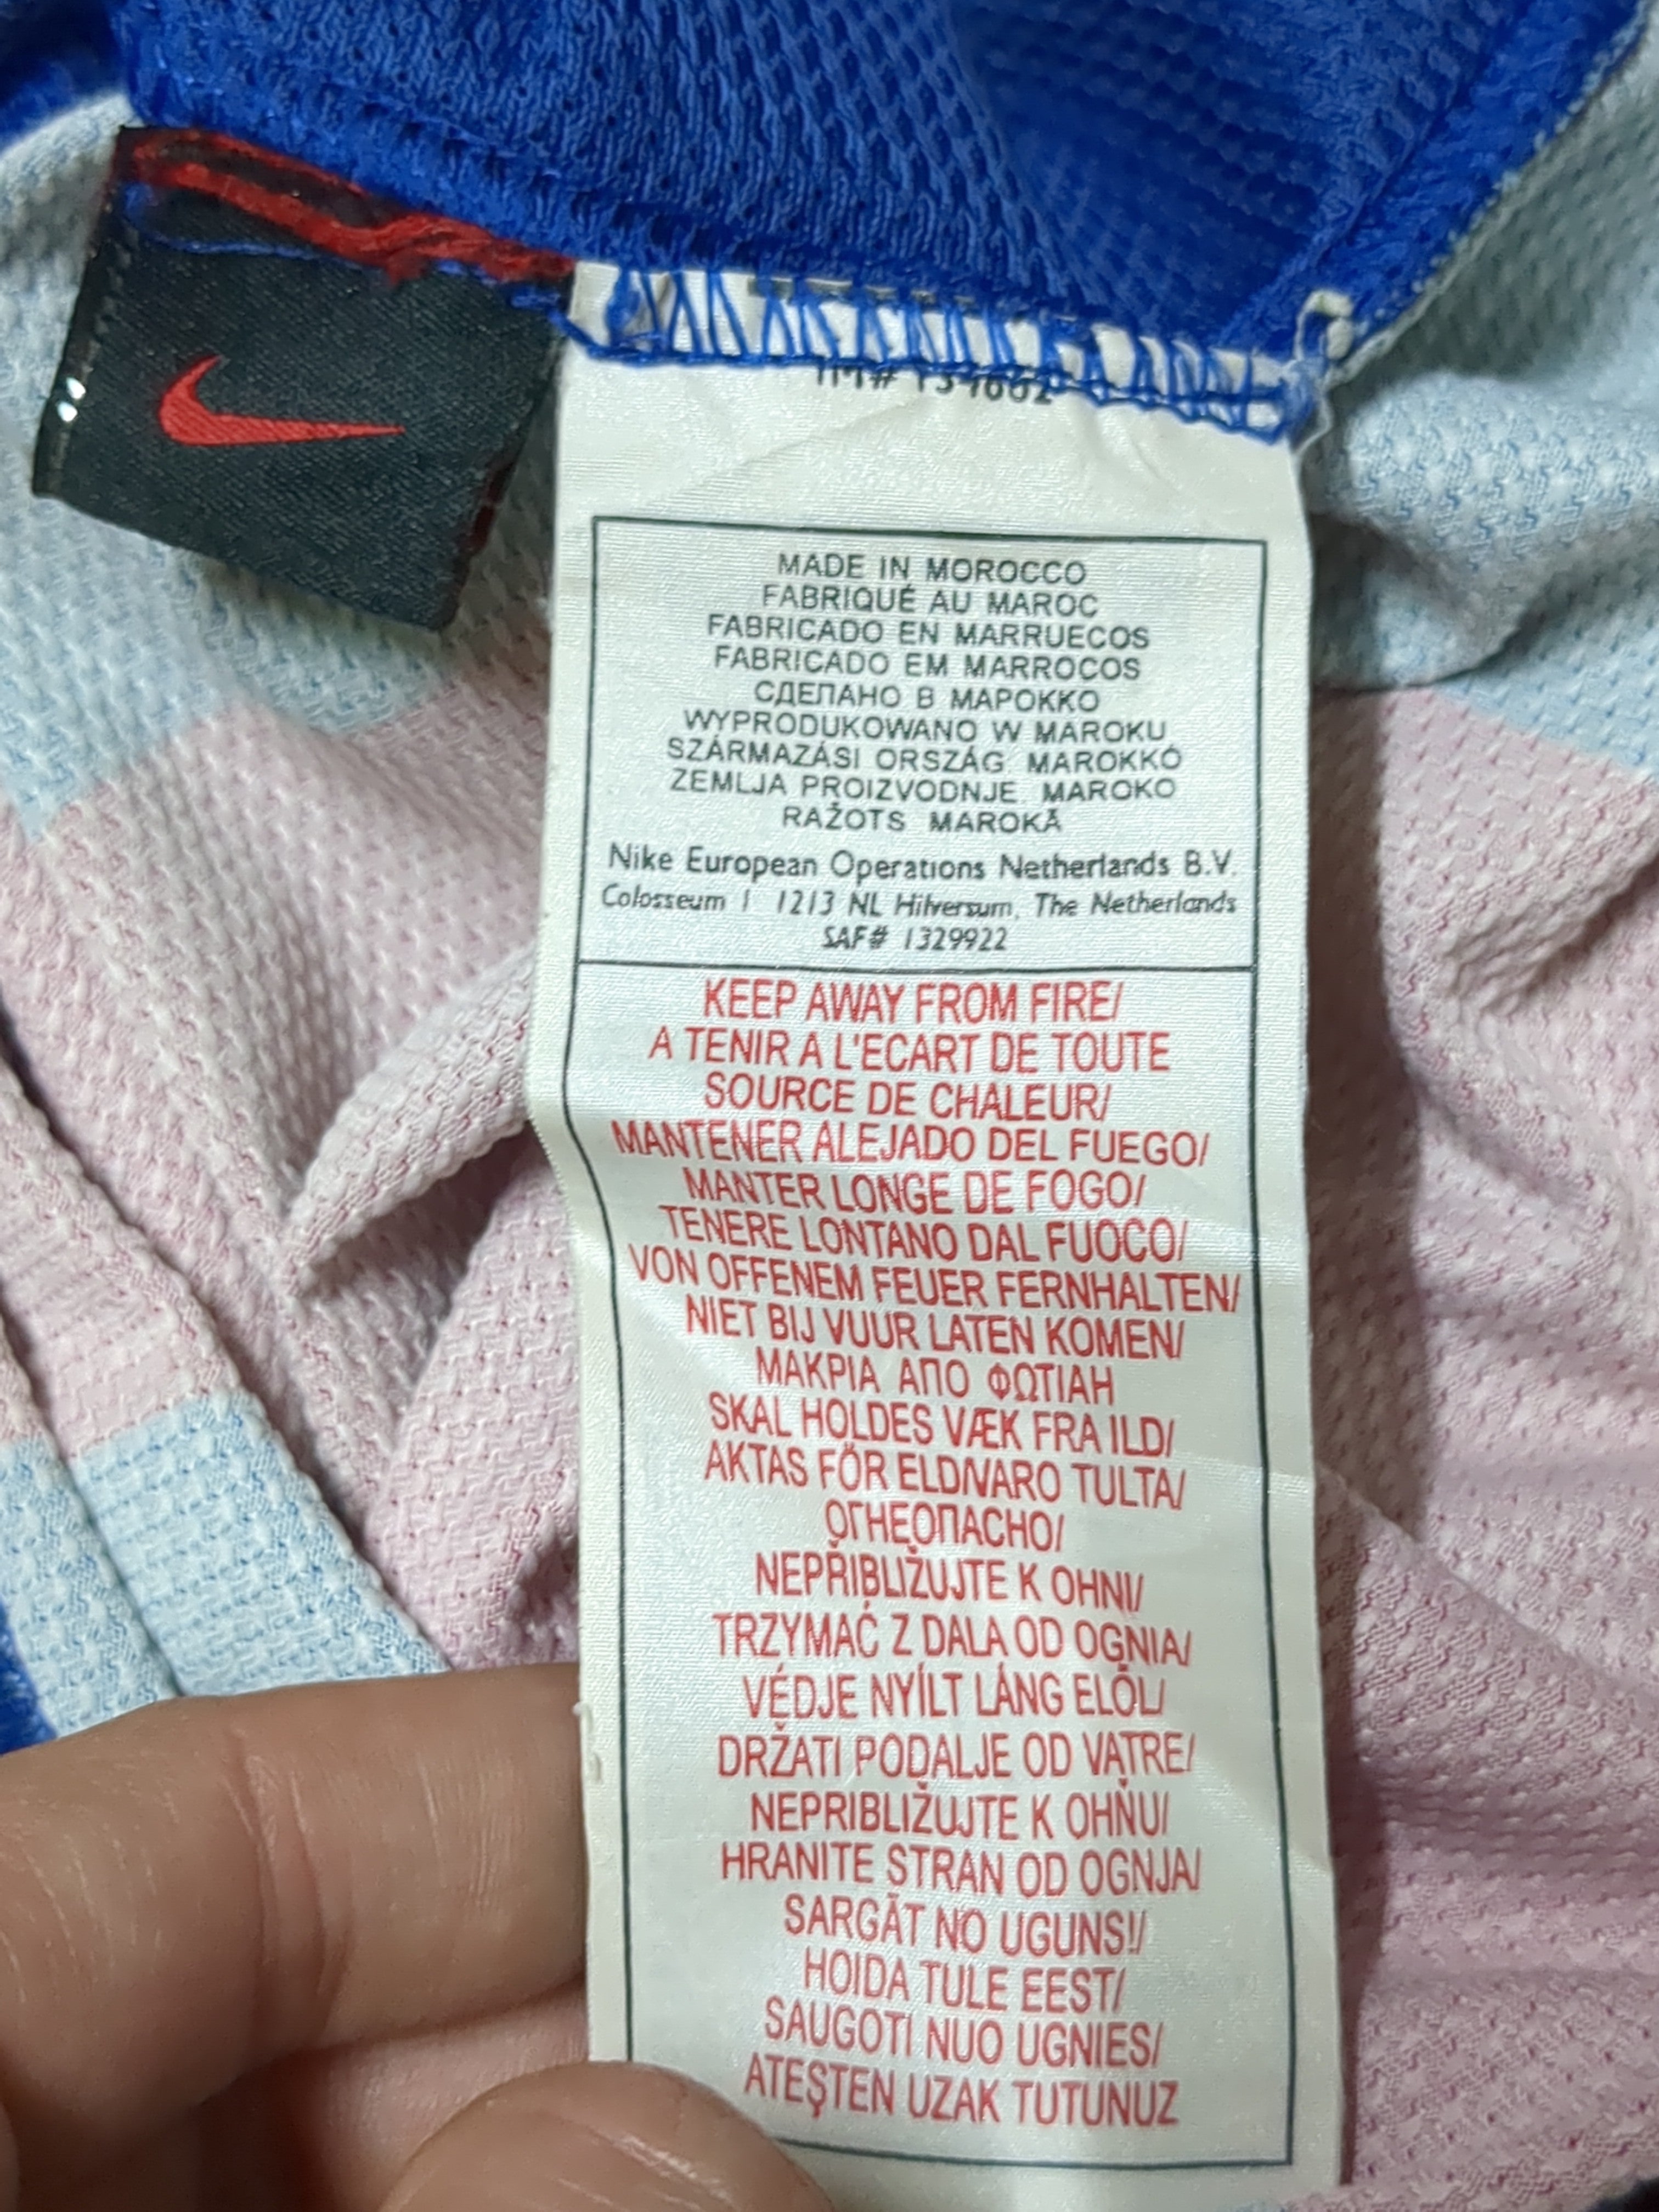 MADE IN MOROCCO
FABRIQUÉ AU MAROC
FABRICADO EN MARRUECOS
FABRICADO EM MARROCOS
СДЕПАНО В МАРОККО
WYPRODUKOWANO W MAROKU
SZÁRMAZÁSI ORSZÁG MAROKKÓ
ZEMLJA PROIZVODNJE MAROKO
RAŽOTS MAROKĀ
Nike European Operations Netherlands B.V.
Colosseum 1 1213 NL Hilversum, The Netherlands
SAF# 1329922
KEEP AWAY FROM FIRE/
A TENIR A L'ECART DE TOUTE
SOURCE DE CHALEUR/
MANTENER ALEJADO DEL FUEGO/
MANTER LONGE DE FOGO/
TENERE LONTANO DAL FUOCO/
VON OFFENEM FEUER FERNHALTEN/
NIET BIJ VUUR LATEN KOMEN/
ΜΑΚΡΙΑ ΑΠΟ ΦΩΤΙΑΗ
SKAL HOLDES VÆK FRA ILD/
AKTAS FÖR ELD/VARO TULTA/
ОГНЕОПАСНО/
NEPŘIBLIŽUJTE K OHNI/
TRZYMAĆ Z DALA OD OGNIA/
VÉDJE NYÍLT LÁNG ELŐL/
DRŽATI PODALJE OD VATRE/
NEPRIBLIŽUJTE K OHŇU/
HRANITE STRAN OD OGNJA/
SARGĀT NO UGUNS!/
HOIDA TULE EEST/
SAUGOTI NUO UGNIES/
ATEŞTEN UZAK TUTUNUZ